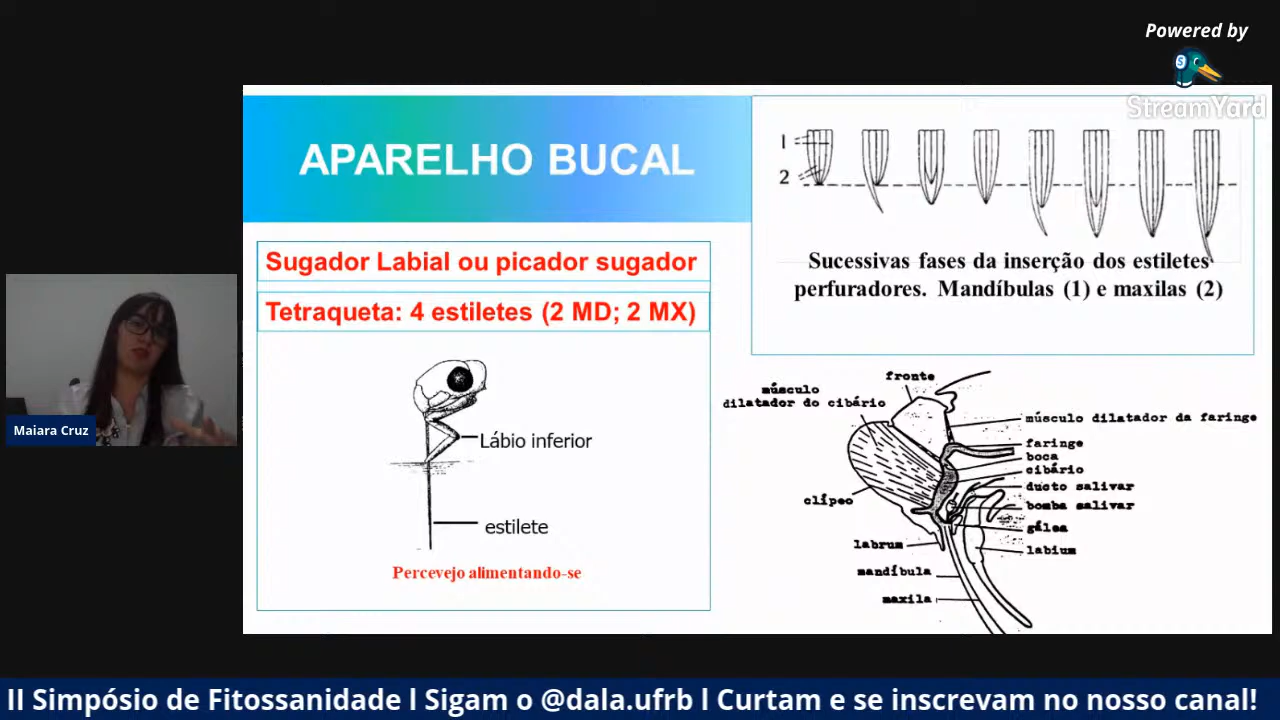 Powered by
StreamYard
APARELHO BUCAL
Sugador Labial ou picador sugador
Tetraqueta: 4 estiletes (2 MD; 2 MX)
Lábio inferior
estilete
Percevejo alimentando-se
1
2
Sucessivas fases da inserção dos estiletes
perfuradores. Mandíbulas (1) e maxilas (2)
fronte
músculo
dilatador do cibário
clípeo
labrum
mandíbula
maxila
músculo dilatador da faringe
faringe
boca
cibário
ducto salivar
bomba salivar
gálea
labium
Maiara Cruz
II Simpósio de Fitossanidade l Sigam o @dala.ufrb l Curtam e se inscrevam no nosso canal!